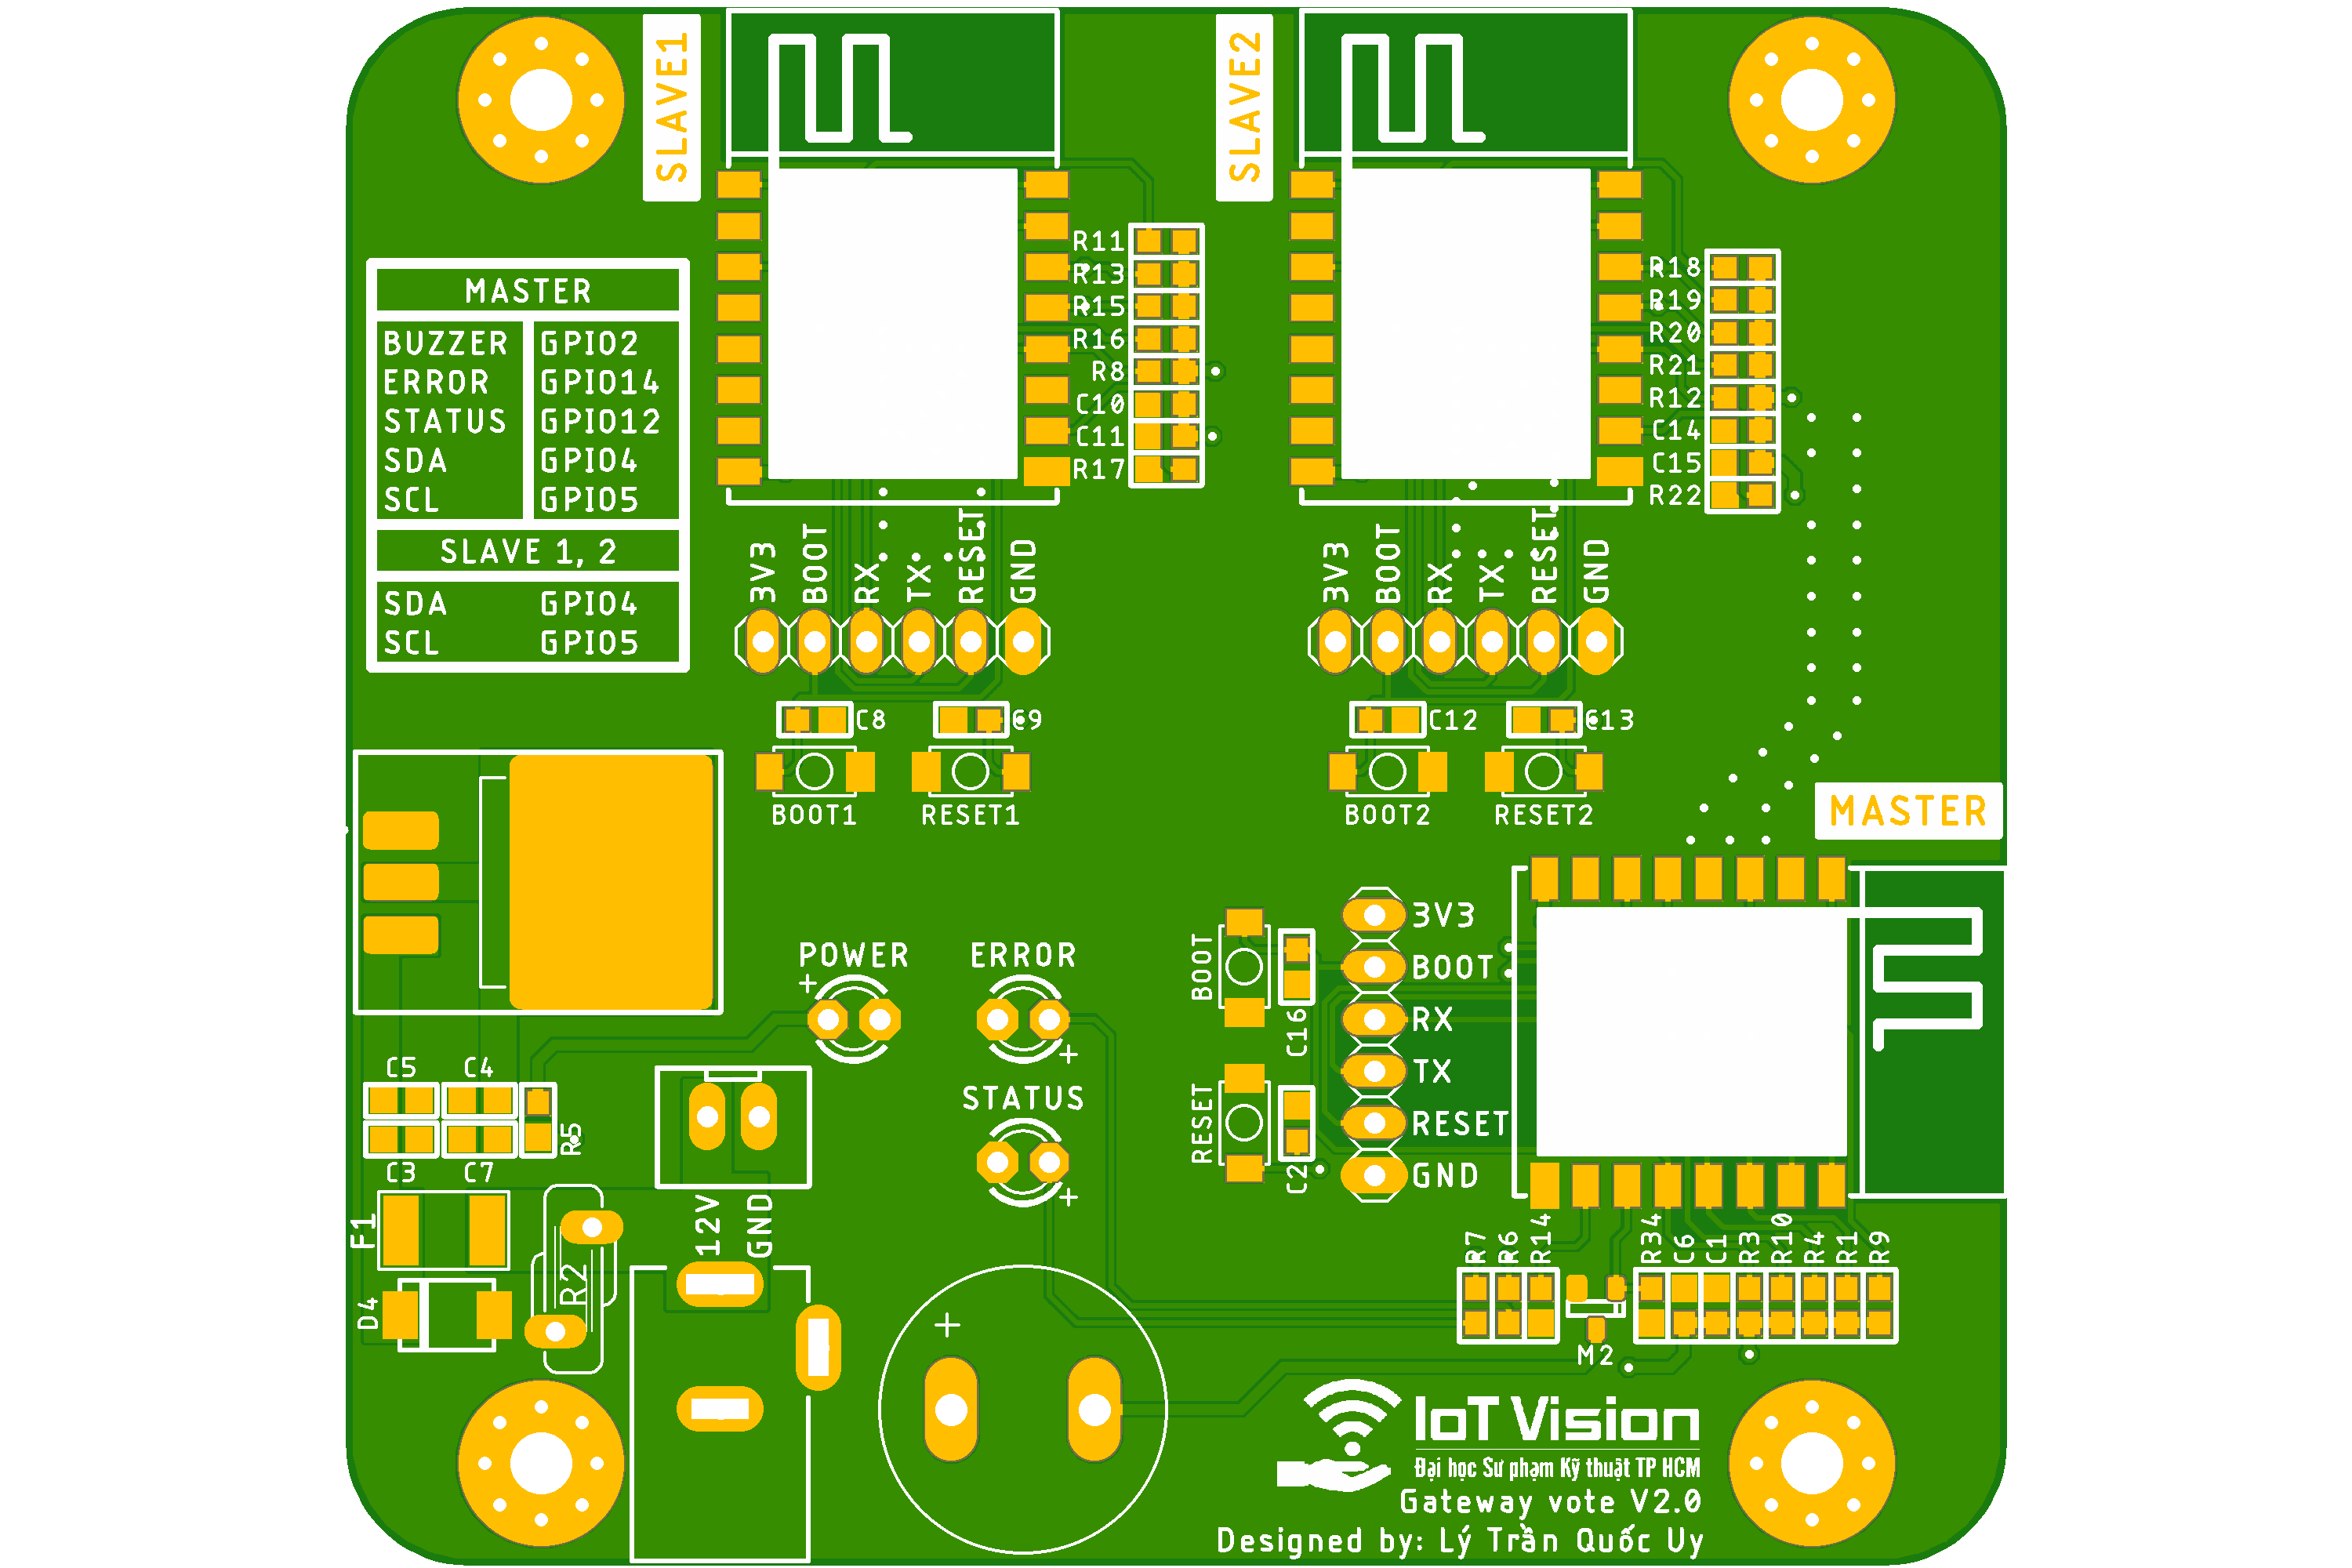 SLAVE1
SLAVE2
R11
R13
R15
R16
R8
C10
C11
R17
R18
R19
R20
R21
R12
C14
C15
R22
MASTER
BUZZER GPIO2
ERROR GPIO14
STATUS GPIO12
SDA GPIO4
SCL GPIO5
SLAVE 1, 2
SDA GPIO4
SCL GPIO5
3V3 BOOT RX TX RESET GND
3V3 BOOT RX TX RESET GND
C8 C9
C12 C13
BOOT1 RESET1
BOOT2 RESET2
MASTER
POWER
+
ERROR
+
STATUS
+
BOOT
C16
RESET
C2
3V3
BOOT
RX
TX
RESET
GND
C5 C4
R5
C3 C7
F1
D4
R2
12V GND
+
R7 R6 R14
R34 C6 C1 R3 R10 R4 R1 R9
M2
IoT Vision
Đại học Sư phạm Kỹ thuật TP HCM
Gateway vote V2.0
Designed by: Lý Trần Quốc Uy